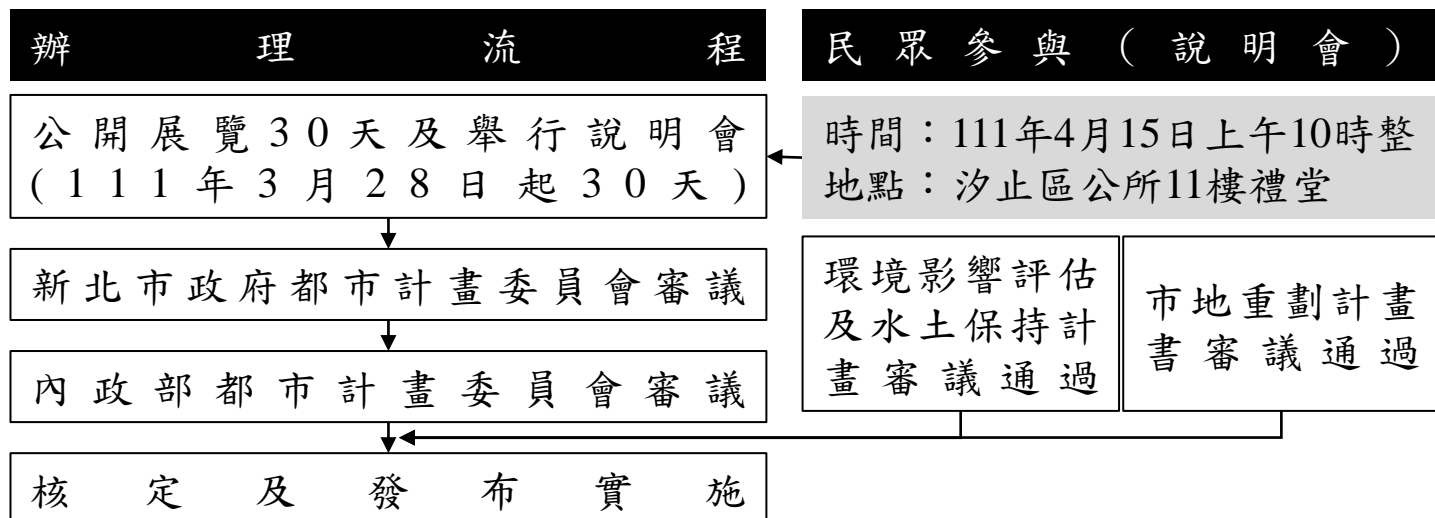 辦理流程
公開展覽30天及舉行說明會
(111年3月28日起30天)
新北市政府都市計畫委員會審議
內政部都市計畫委員會審議
核定及發布實施
民眾參與(說明會)
時間：111年4月15日上午10時整
地點：汐止區公所11樓禮堂
環境影響評估
及水土保持計
畫審議通過
市地重劃計畫
書審議通過